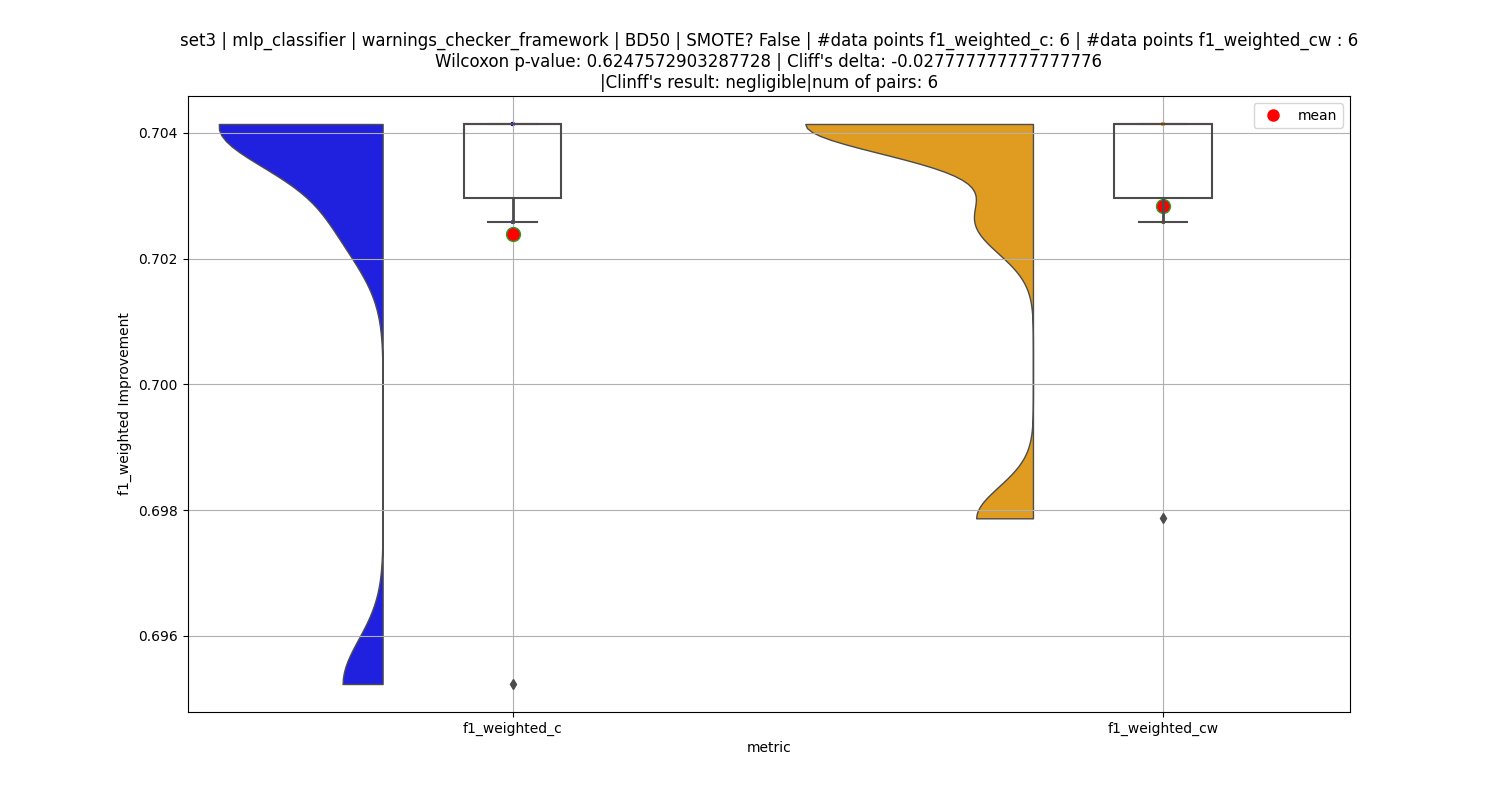 set3 | mlp_classifier | warnings_checker_framework | BD50 | SMOTE? False | #data points f1_weighted_c: 6 | #data points f1_weighted_cw : 6
Wilcoxon p-value: 0.6247572903287728 | Cliff's delta: -0.027777777777777776
|Clinff's result: negligible|num of pairs: 6
mean
0.704
0.702
0.700
0.698
0.696
f1_weighted Improvement
f1_weighted_c
f1_weighted_cw
metric